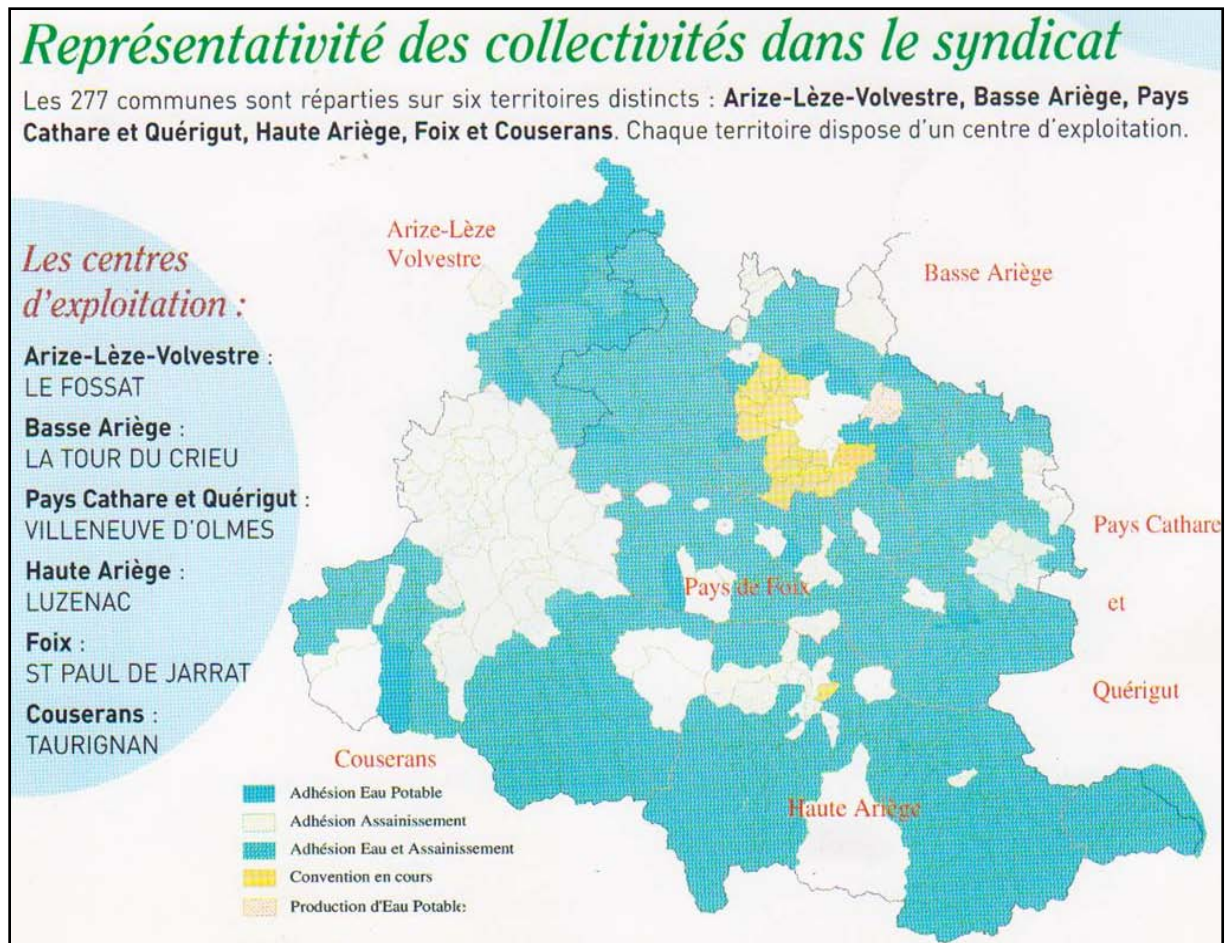 Représentativité des collectivités dans le syndicat
Les 277 communes sont réparties sur six territoires distincts : Arize-Lèze-Volvestre, Basse Ariège, Pays
Cathare et Quérigut, Haute Ariège, Foix et Couserans. Chaque territoire dispose d'un centre d'exploitation.
Les centres
d'exploitation :
Arize-Lèze-Volvestre :
LE FOSSAT
Basse Ariège :
LA TOUR DU CRIEU
Pays Cathare et Quérigut :
VILLENEUVE D'OLMES
Haute Ariège :
LUZENAC
Foix :
ST PAUL DE JARRAT
Couserans :
TAURIGNAN
Arize-Lèze
Volvestre
Basse Ariège
Pays Cathare
et
Quérigut
Pays de Foix
Couserans
Haute Ariège
Adhésion Eau Potable
Adhésion Assainissement
Adhésion Eau et Assainissement
Convention en cours
Production d'Eau Potable: